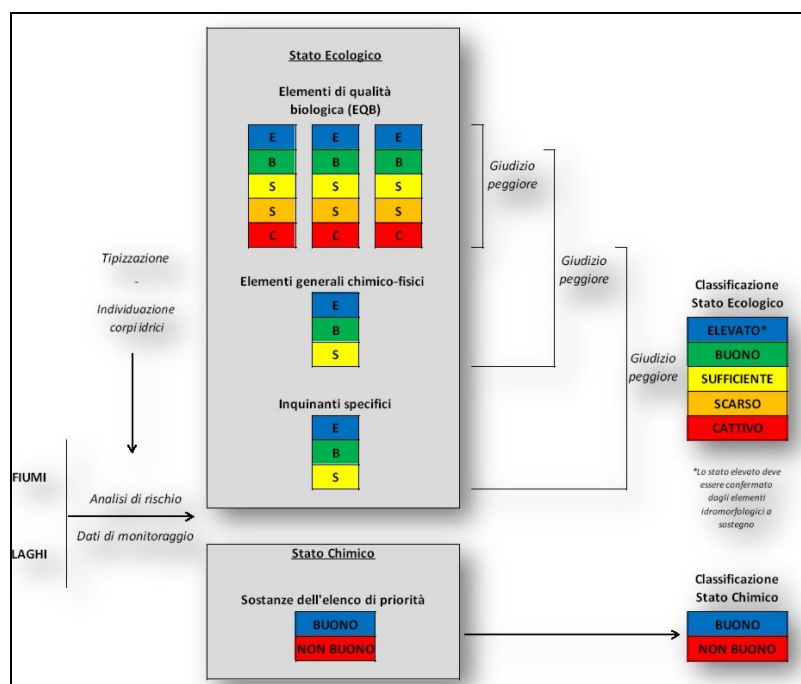 Stato Ecologico
Elementi di qualità
biologica (EQB)
E E E
B B B
S S S
S S S
C C C
Giudizio
peggiore
Giudizio
peggiore
Giudizio
peggiore
Tipizzazione
-
Individuazione
corpi idrici
Elementi generali chimico-fisici
E
B
S
Inquinanti specifici
E
B
S
Classificazione
Stato Ecologico
ELEVATO*
BUONO
SUFFICIENTE
SCARSO
CATTIVO
*Lo stato elevato deve
essere confermato
dagli elementi
idromorfologici a
sostegno
FIUMI
LAGHI
Analisi di rischio
Dati di monitoraggio
Stato Chimico
Sostanze dell'elenco di priorità
BUONO
NON BUONO
Classificazione
Stato Chimico
BUONO
NON BUONO